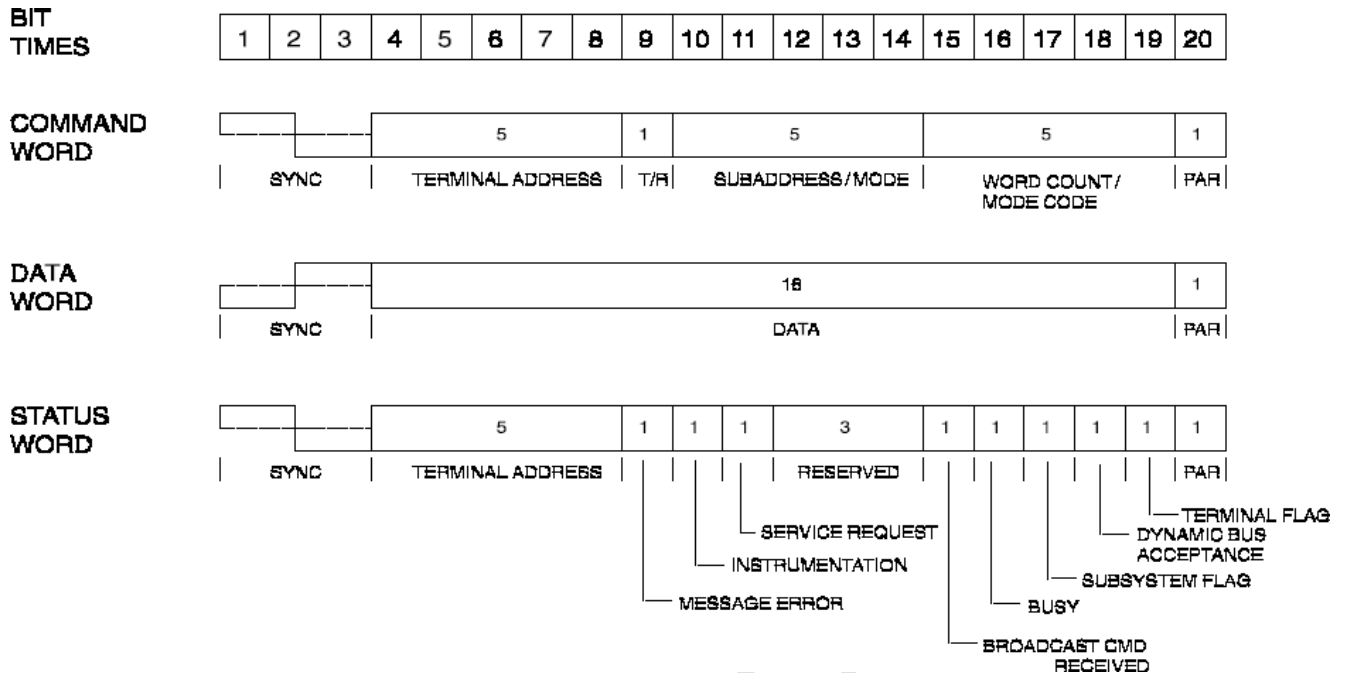 BIT
TIMES
1 2 3 4 5 6 7 8 9 10 11 12 13 14 15 16 17 18 19 20
COMMAND
WORD
5 1 5 5 1
SYNC TERMINAL ADDRESS T/R SUBADDRESS/MODE WORD COUNT/ PAR
MODE CODE
DATA
WORD
16 1
SYNC DATA PAR
STATUS
WORD
5 1 1 1 3 1 1 1 1 1 1
SYNC TERMINAL ADDRESS RESERVED PAR
TERMINAL FLAG
SERVICE REQUEST
DYNAMIC BUS
ACCEPTANCE
INSTRUMENTATION
SUBSYSTEM FLAG
MESSAGE ERROR
BUSY
BROADCAST CMD
RECEIVED